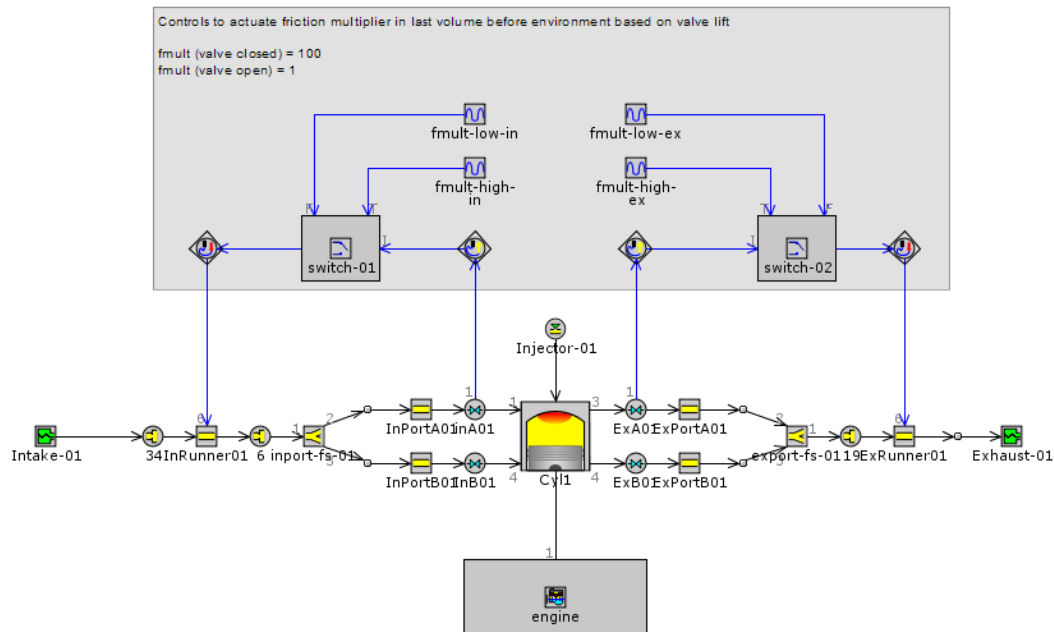 Controls to actuate friction multiplier in last volume before environment based on valve lift
fmult (valve closed) = 100
fmult (valve open) = 1
fmult-low-in
fmult-low-ex
fmult-high-
in
fmult-high-
ex
F
T
T
F
I
I
switch-01
switch-02
Injector-01
6
1
1
6
2
1
3
2
1
1
InPortA01
inA01
ExA01
ExPortA01
Intake-01
34
InRunner01
6
inport-fs-01
export-fs-01
19
ExRunner01
Exhaust-01
3
4
4
3
InPortB01
InB01
Cyl1
ExB01
ExPortB01
1
engine